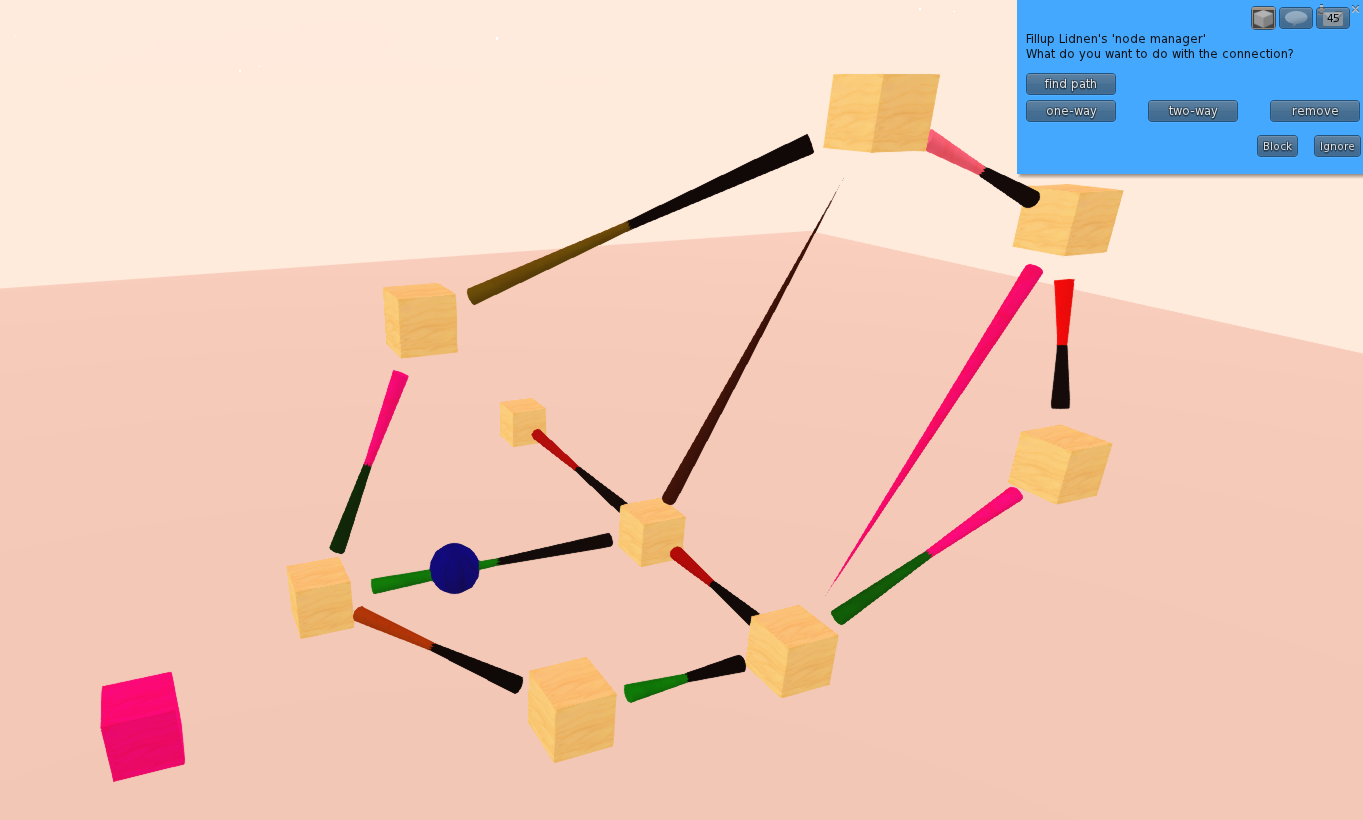 45
Fillup Lidnen's 'node manager'
What do you want to do with the connection?
find path
one-way two-way remove
Block Ignore